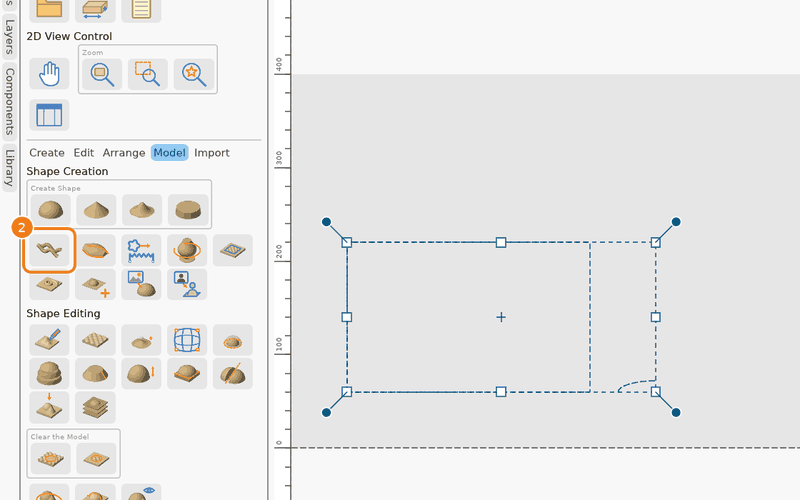 Layers
Components
Library
2D View Control
Zoom
Create Edit Arrange Model Import
Shape Creation
Create Shape
2
Shape Editing
Clear the Model
400
300
200
100
0